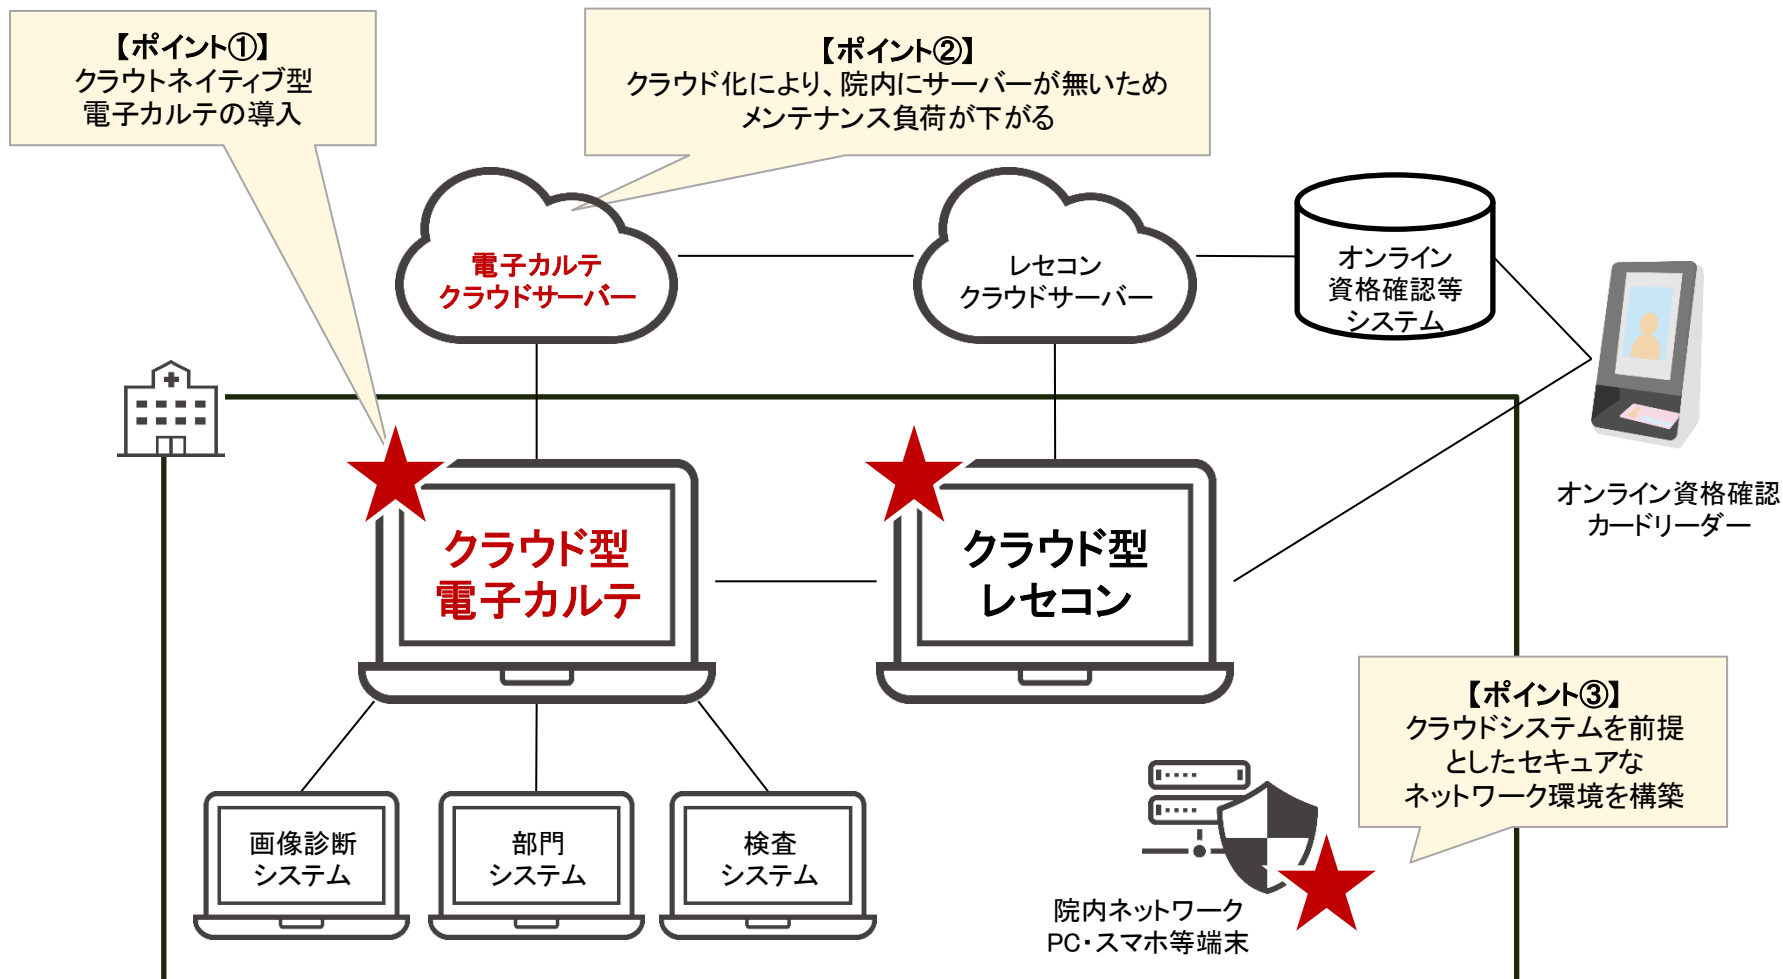 【ポイント①】
クラウトネイティブ型
電子カルテの導入
【ポイント②】
クラウド化により、院内にサーバーが無いため
メンテナンス負荷が下がる
電子カルテ
クラウドサーバー
レセコン
クラウドサーバー
オンライン
資格確認等
システム
オンライン資格確認
カードリーダー
クラウド型
電子カルテ
クラウド型
レセコン
【ポイント③】
クラウドシステムを前提
としたセキュアな
ネットワーク環境を構築
画像診断
システム
部門
システム
検査
システム
院内ネットワーク
PC・スマホ等端末